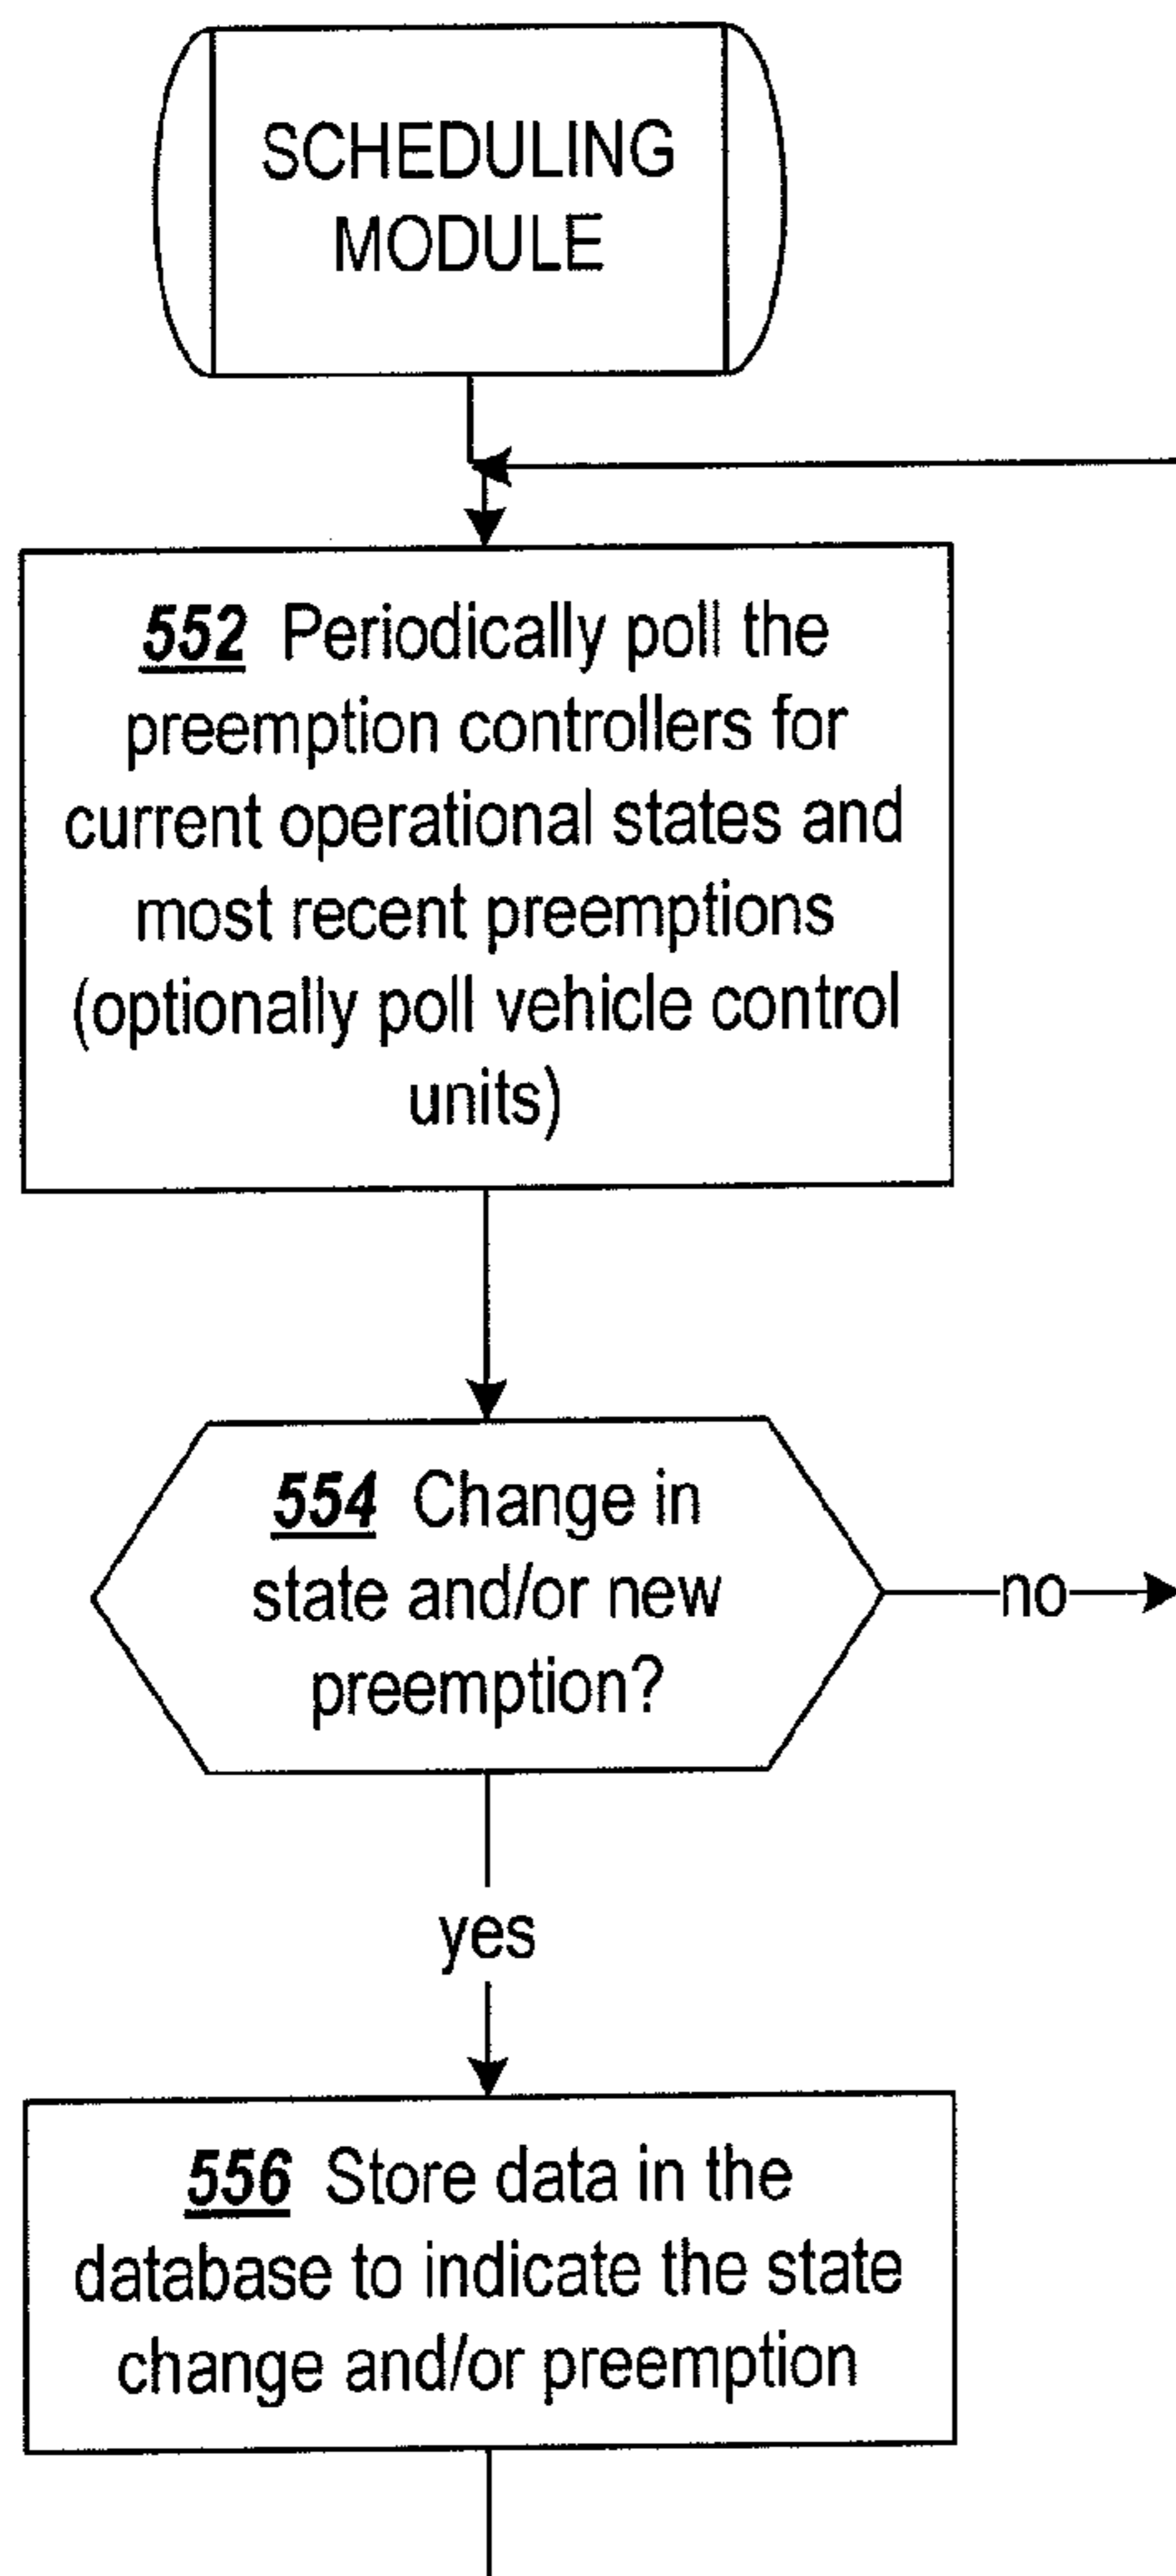 SCHEDULING
MODULE
552 Periodically poll the
preemption controllers for
current operational states and
most recent preemptions
(optionally poll vehicle control
units)
554 Change in
state and/or new
preemption?
no
yes
556 Store data in the
database to indicate the state
change and/or preemption